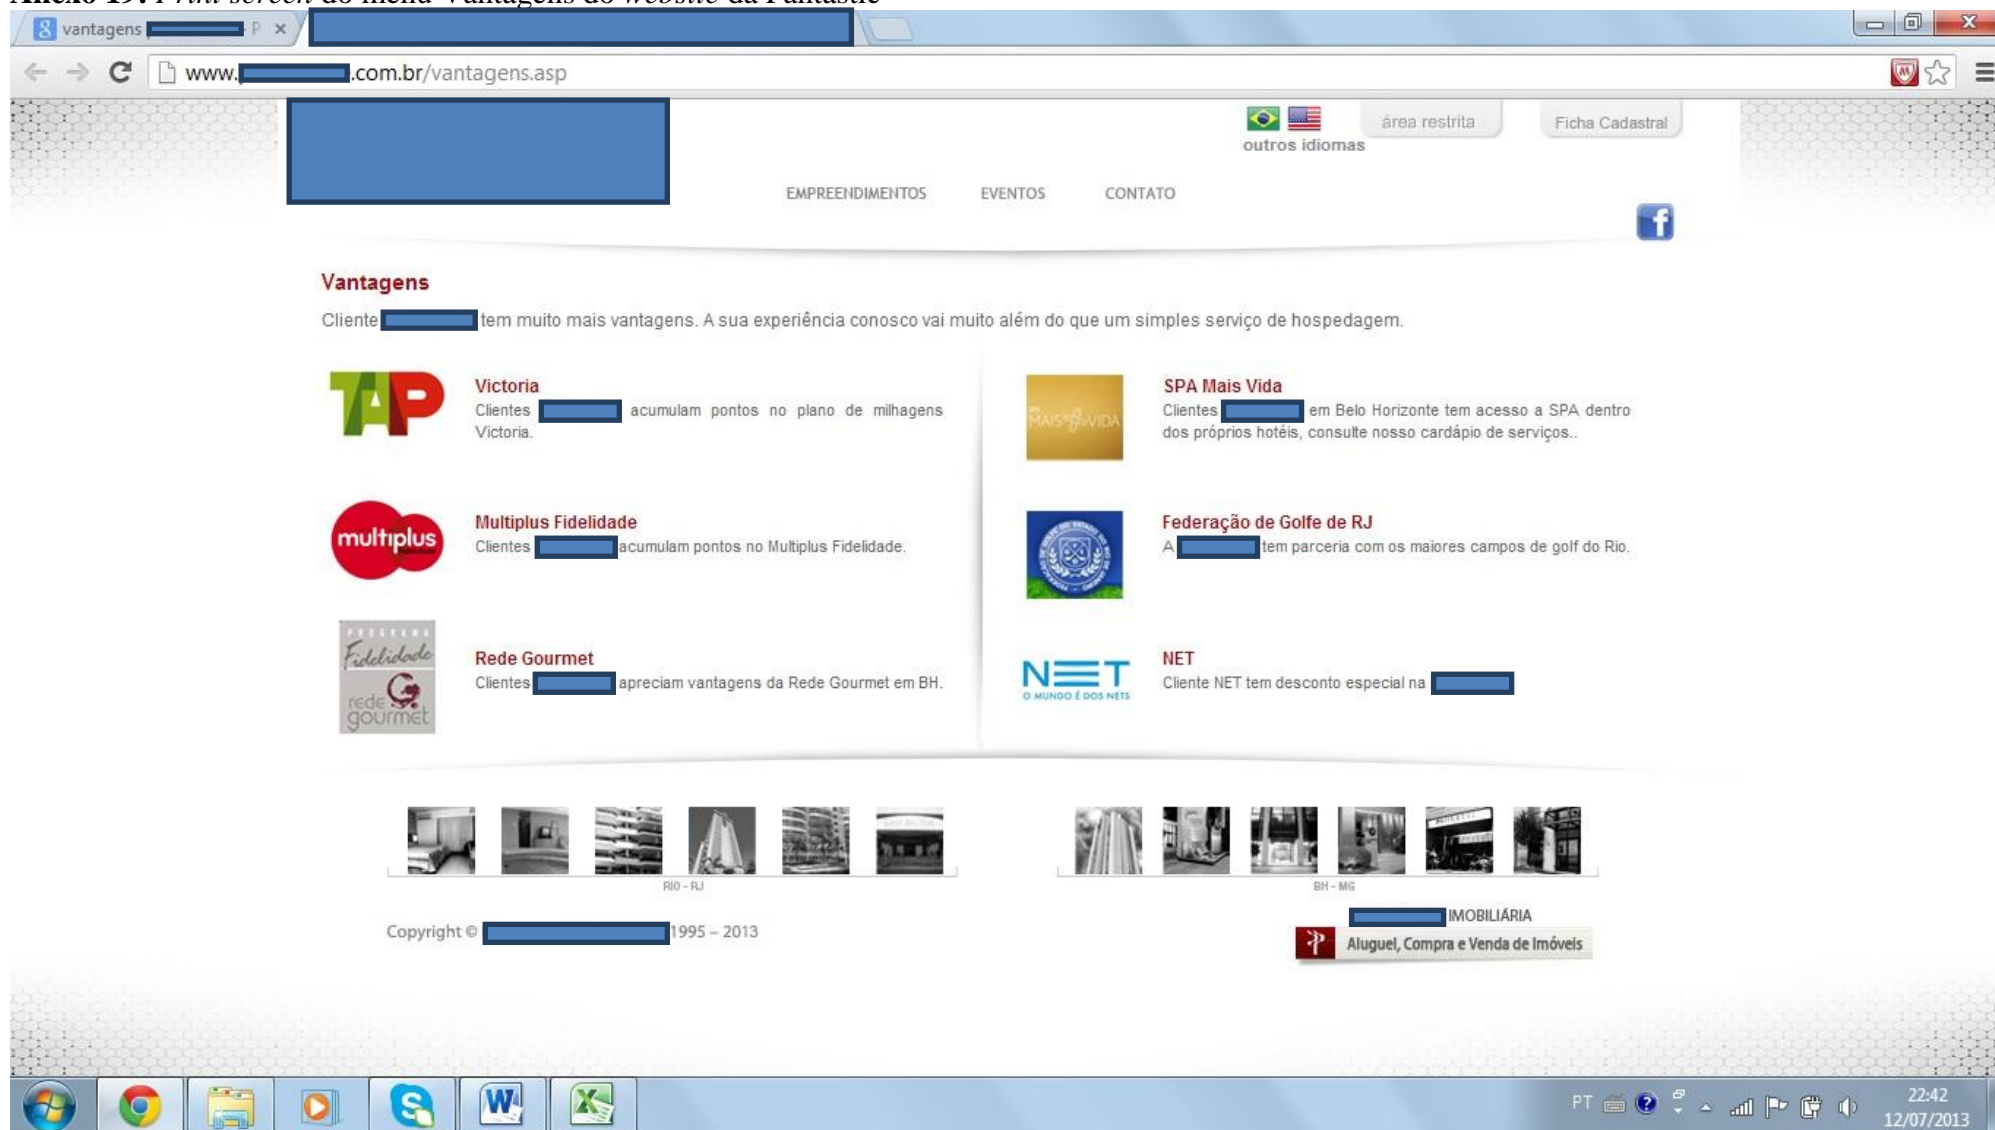 Anexo 19: Print screen do menu Vantagens do website da Fantastic
vantagens P
www. .com.br/vantagens.asp
área restrita
Ficha Cadastral
outros idiomas
EMPREENDIMENTOS EVENTOS CONTATO
Vantagens
Cliente tem muito mais vantagens. A sua experiência conosco vai muito além do que um simples serviço de hospedagem.
TAP
Victoria
Clientes acumulam pontos no plano de milhagens
Victoria.
multiplus
Multiplus Fidelidade
Clientes acumulam pontos no Multiplus Fidelidade.
PROGRAMA
Fidelidade
rede
gourmet
Rede Gourmet
Clientes apreciam vantagens da Rede Gourmet em BH.
MAIS VIDA
SPA Mais Vida
Clientes em Belo Horizonte tem acesso a SPA dentro
dos próprios hotéis, consulte nosso cardápio de serviços..
Federação de Golfe de RJ
A tem parceria com os maiores campos de golf do Rio.
NET
O MUNDO É DOS NETS
NET
Cliente NET tem desconto especial na
RIO - RJ
BH - MG
Copyright © 1995 – 2013
IMOBILIÁRIA
Aluguel, Compra e Venda de Imóveis
PT
22:42
12/07/2013